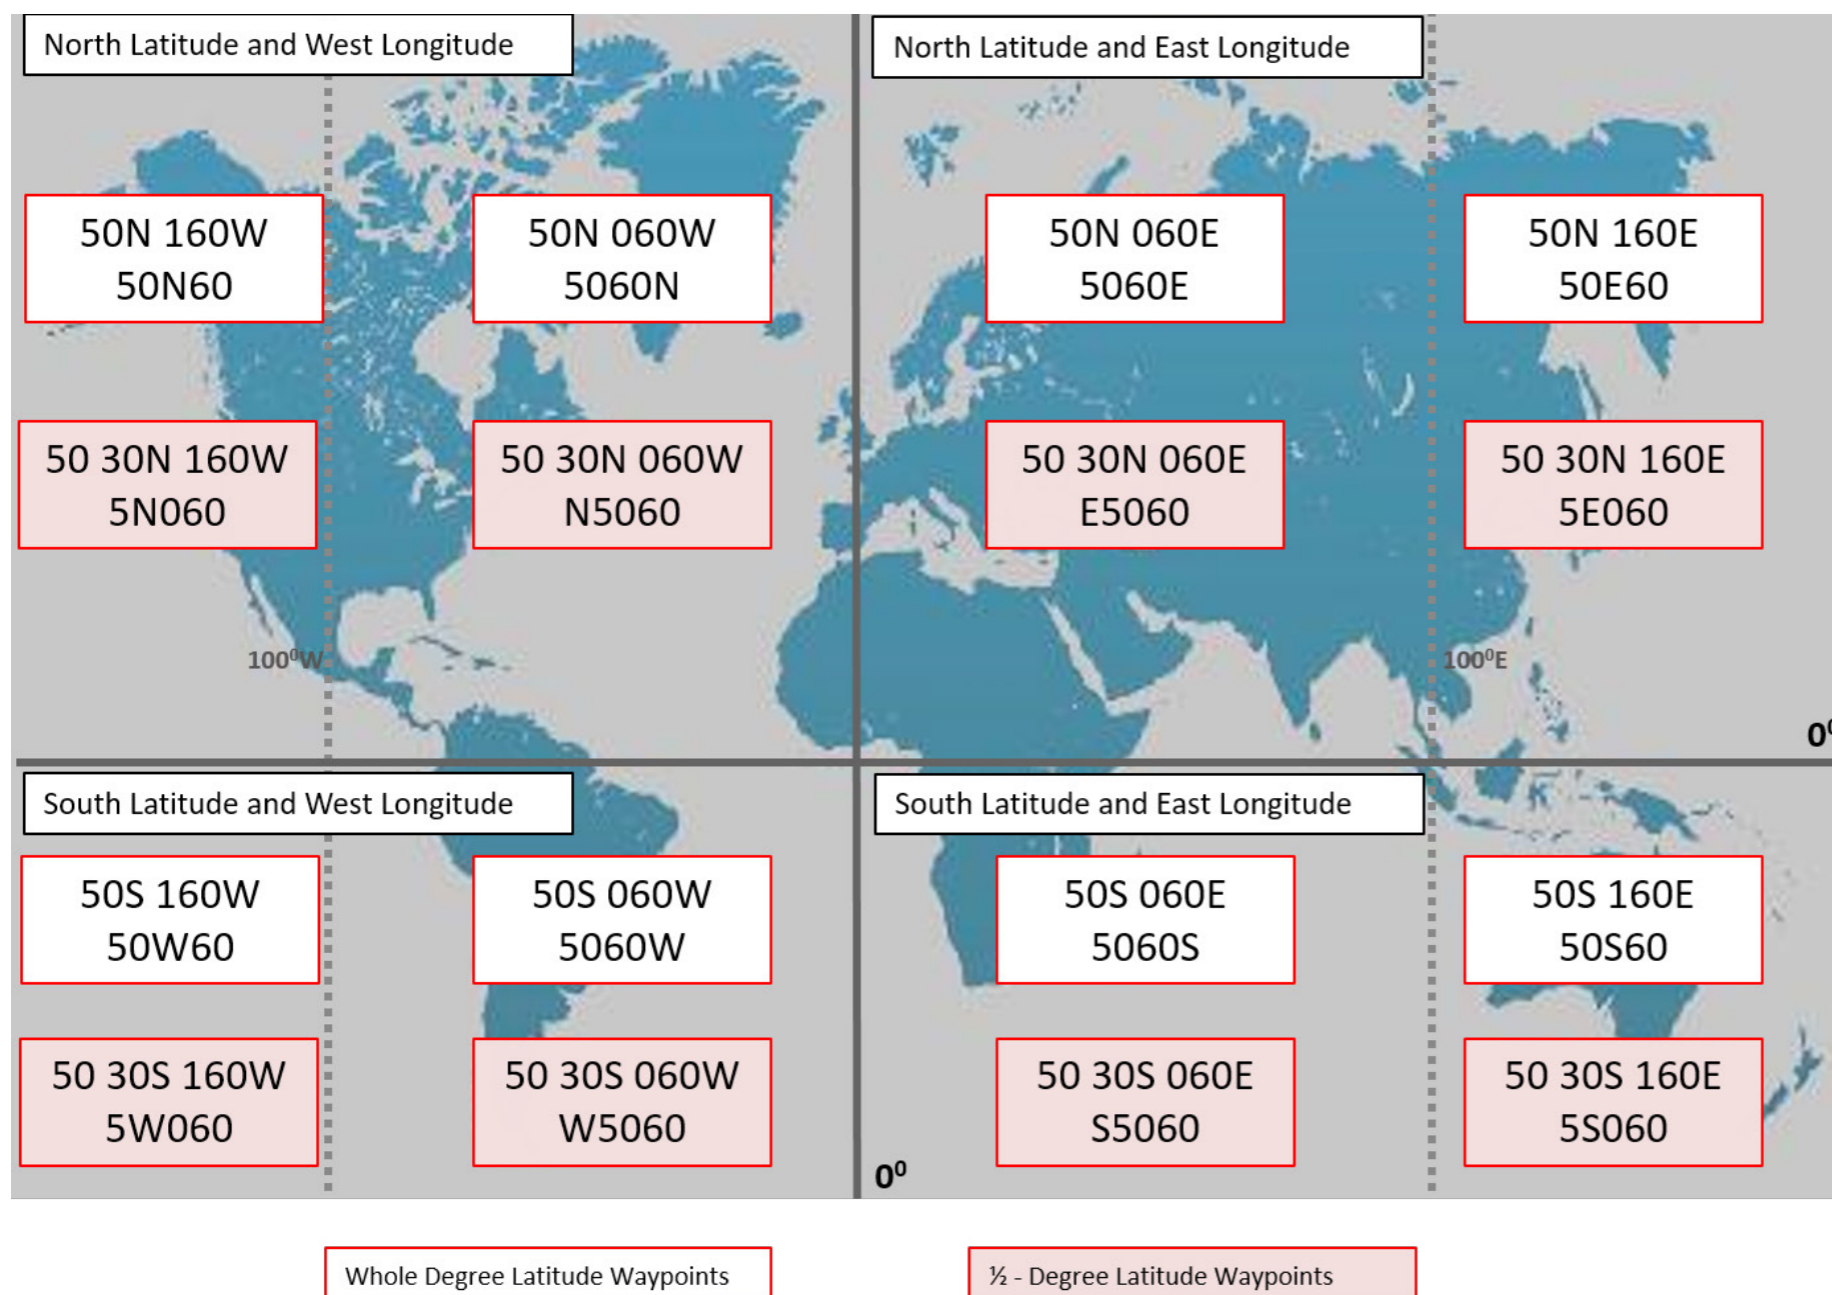 North Latitude and West Longitude
North Latitude and East Longitude
50N 160W
50N60
50N 060W
5060N
50N 060E
5060E
50N 160E
50E60
50 30N 160W
5N060
50 30N 060W
N5060
50 30N 060E
E5060
50 30N 160E
5E060
100⁰W
100⁰E
0⁰
South Latitude and West Longitude
South Latitude and East Longitude
50S 160W
50W60
50S 060W
5060W
50S 060E
5060S
50S 160E
50S60
50 30S 160W
5W060
50 30S 060W
W5060
50 30S 060E
S5060
50 30S 160E
5S060
0⁰
Whole Degree Latitude Waypoints
½ - Degree Latitude Waypoints